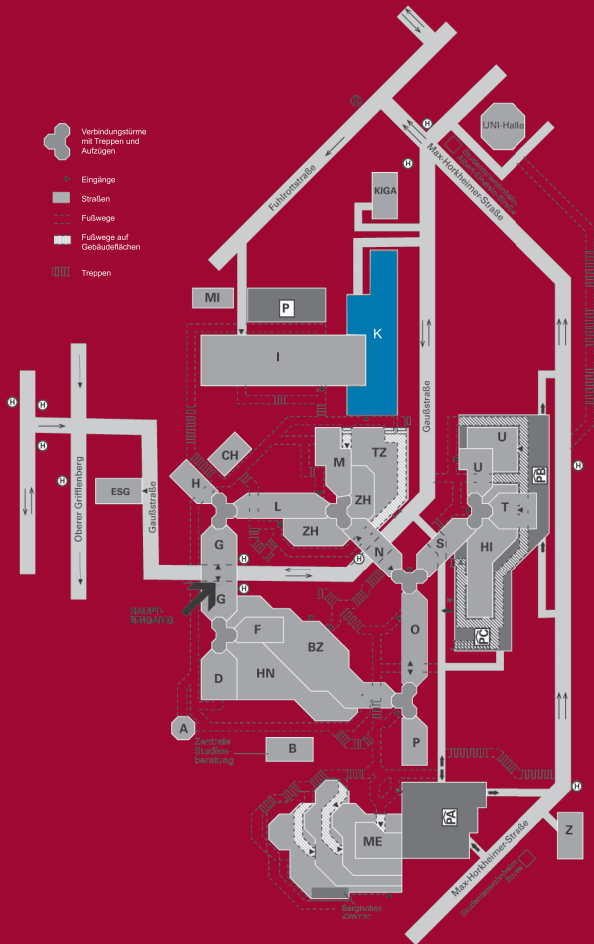 Verbindungstürme
mit Treppen und
Aufzügen
Eingänge
Straßen
Fußwege
Fußwege auf
Gebäudeflächen
Treppen
UNI-Halle
H
H
Max-Horkheimer-Straße
Fuhlrottstraße
KIGA
MI
P
K
I
Gaußstraße
H
H
H
H
Oberer Grifflenberg
ESG
Gaußstraße
CH
H
M
TZ
U
U
PB
H
L
ZH
ZH
T
N
S
HI
G
H
H
H
G
F
BZ
O
PC
D
HN
A
Zentrale
Studien
beratung
B
P
PA
H
Z
ME
Max-Horkheimer-Straße
Bergisches
Zimmer